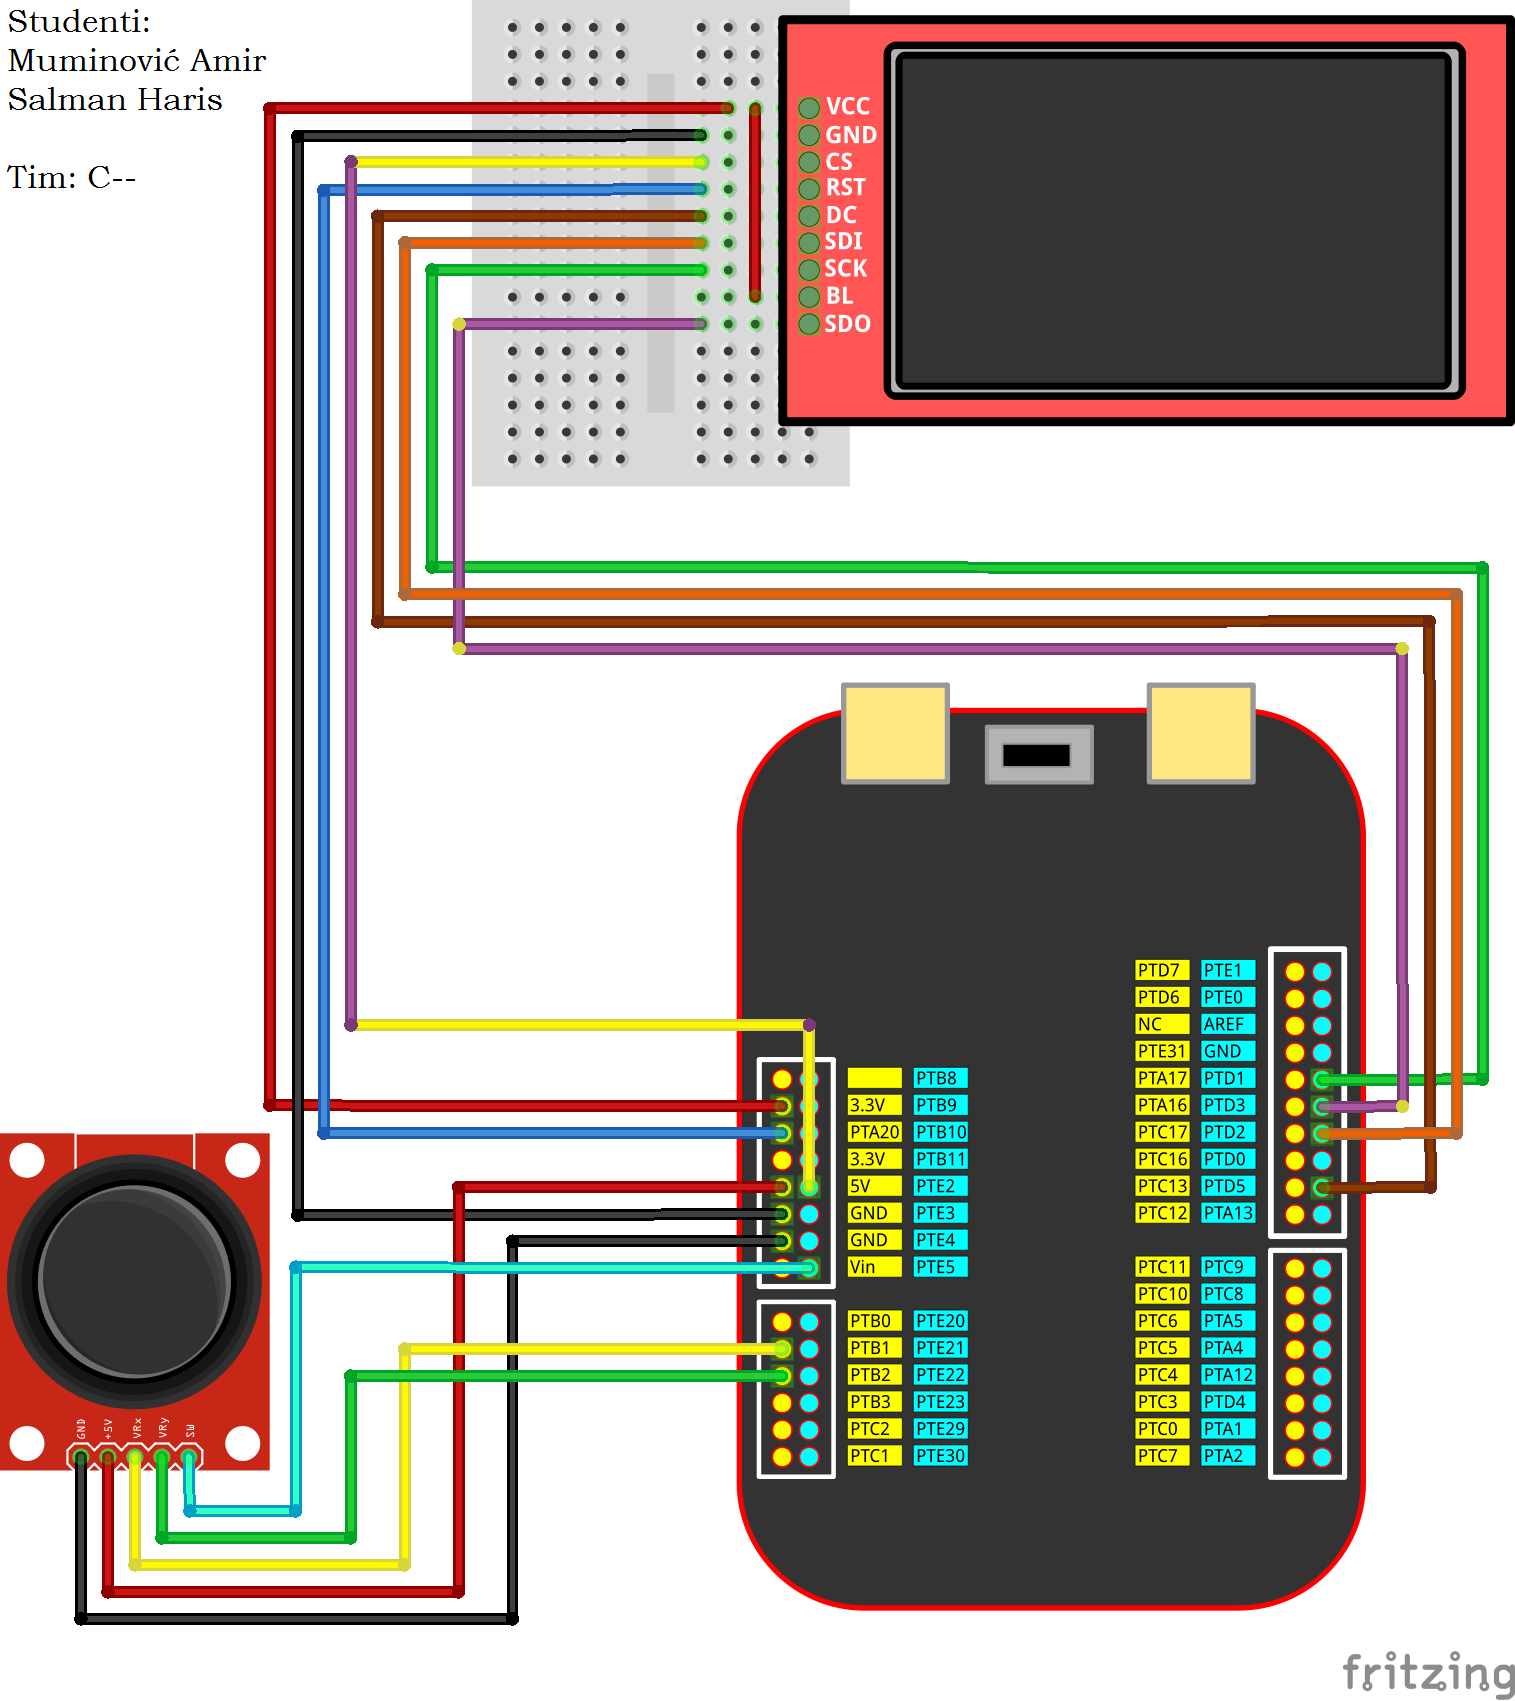 Studenti:
Muminović Amir
Salman Haris
Tim: C--
VCC
GND
CS
RST
DC
SDI
SCK
BL
SDO
PTD7 PTE1
PTD6 PTE0
NC AREF
PTE31 GND
PTA17 PTD1
PTA16 PTD3
PTC17 PTD2
PTC16 PTD0
PTC13 PTD5
PTC12 PTA13
PTC11 PTC9
PTC10 PTC8
PTC6 PTA5
PTC5 PTA4
PTC4 PTA12
PTC3 PTD4
PTC0 PTA1
PTC7 PTA2
PTB8
3.3V PTB9
PTA20 PTB10
3.3V PTB11
5V PTE2
GND PTE3
GND PTE4
Vin PTE5
PTB0 PTE20
PTB1 PTE21
PTB2 PTE22
PTB3 PTE23
PTC2 PTE29
PTC1 PTE30
GND
+5V
VRx
VRy
SW
fritzing